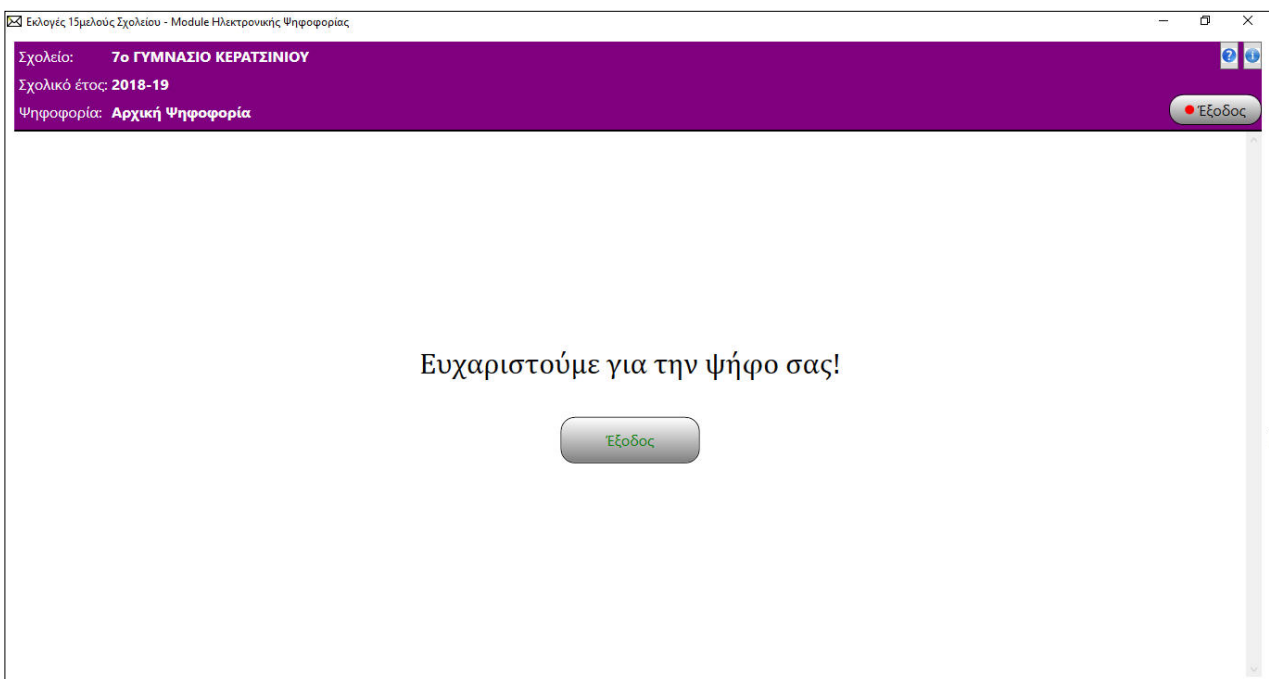 Εκλογές 15μελούς Σχολείου - Module Ηλεκτρονικής Ψηφοφορίας
Σχολείο: 7ο ΓΥΜΝΑΣΙΟ ΚΕΡΑΤΣΙΝΙΟΥ
Σχολικό έτος: 2018-19
Ψηφοφορία: Αρχική Ψηφοφορία
Έξοδος
Ευχαριστούμε για την ψήφο σας!
Έξοδος